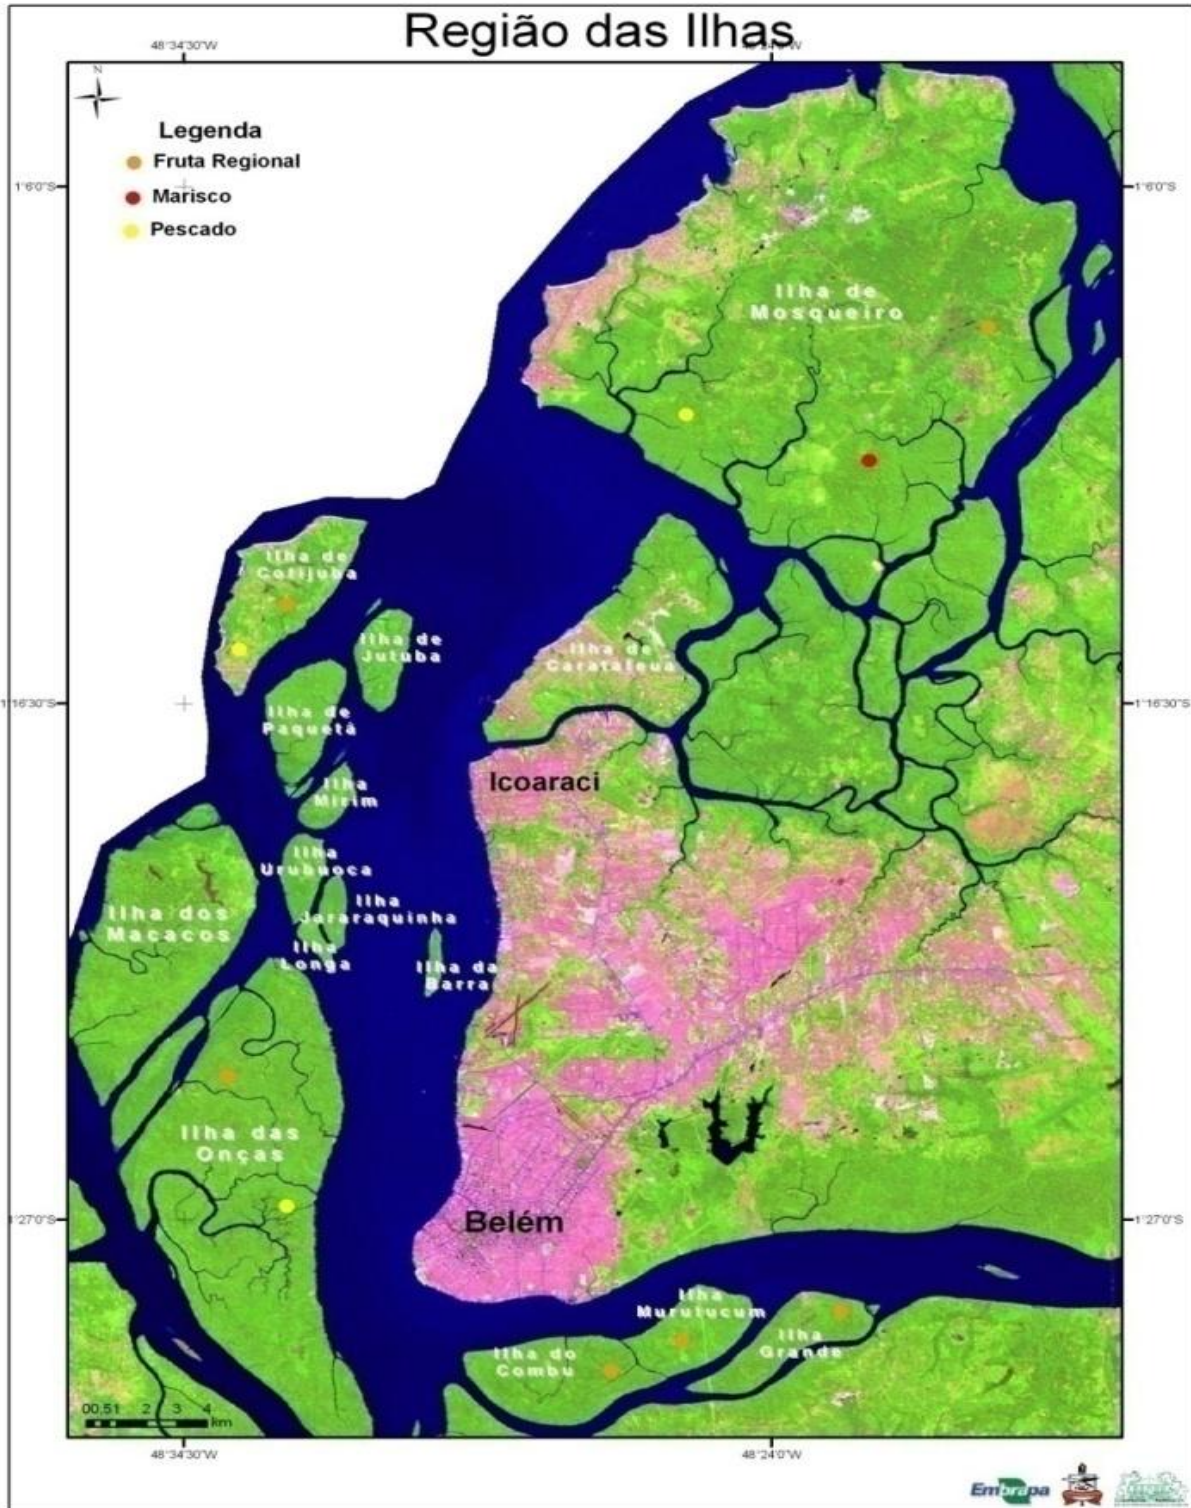 Região das Ilhas
48°34'30"W
N
Legenda
Fruta Regional
Marisco
Pescado
1°6'0"S
1°6'0"S
Ilha de
Mosqueiro
Ilha de
Cotijuba
Ilha de
Jutuba
Ilha de
Caratateua
1°16'30"S
1°16'30"S
Ilha de
Paquetá
Icoaraci
Ilha
Mirim
Ilha
Urubuoca
Ilha
Jararaquinha
Ilha dos
Macacos
Ilha
Longa
Ilha da
Barra
Ilha das
Onças
1°27'0"S
1°27'0"S
Belém
Ilha
Murutucum
Ilha
Grande
Ilha do
Combu
00,51 2 3 4
km
48°34'30"W
48°24'0"W
Embrapa